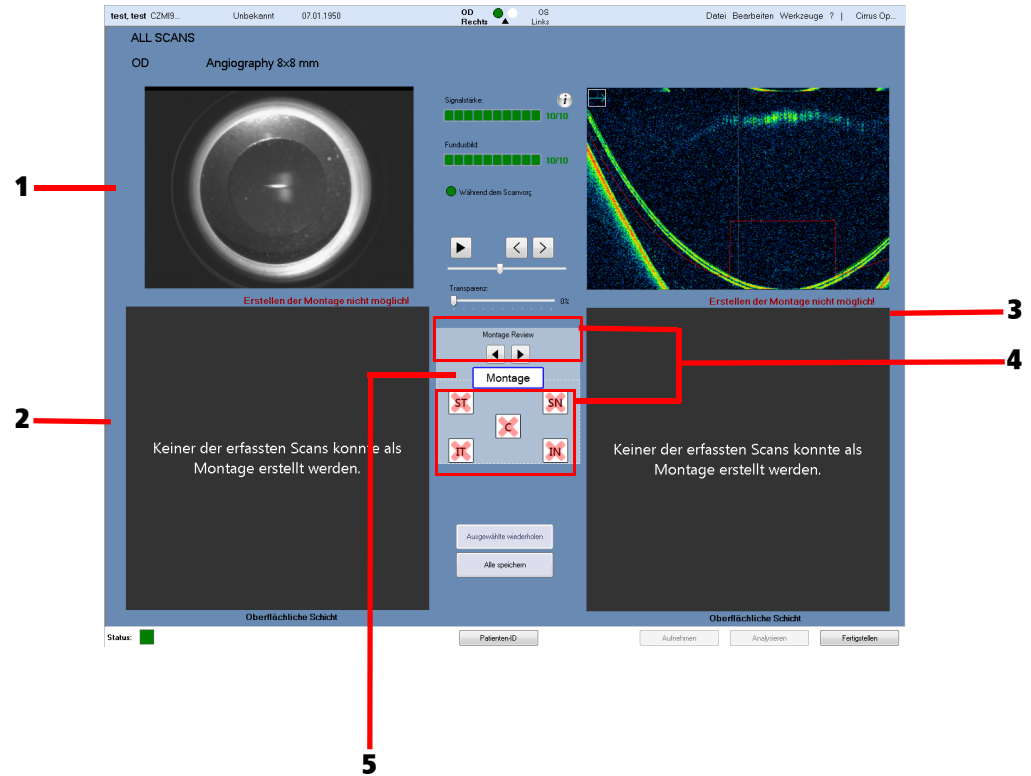 test, test CZMI9... Unbekannt 07.01.1950 OD Rechts OS Links Datei Bearbeiten Werkzeuge ? | Cirrus Op...
ALL SCANS
OD Angiography 8x8 mm
Signalstärke: i
10/10
Fundusbild:
10/10
Während dem Scanvorg
1
Transparenz:
0%
Erstellen der Montage nicht möglich!
Erstellen der Montage nicht möglich!
3
Montage Review
4
Montage
ST SN
C
IT IN
2
Keiner der erfassten Scans konnte als
Montage erstellt werden.
Keiner der erfassten Scans konnte als
Montage erstellt werden.
Ausgewählte wiederholen
Alle speichern
Oberflächliche Schicht
Oberflächliche Schicht
Status: Patienten-ID Aufnehmen Analysieren Fertigstellen
5